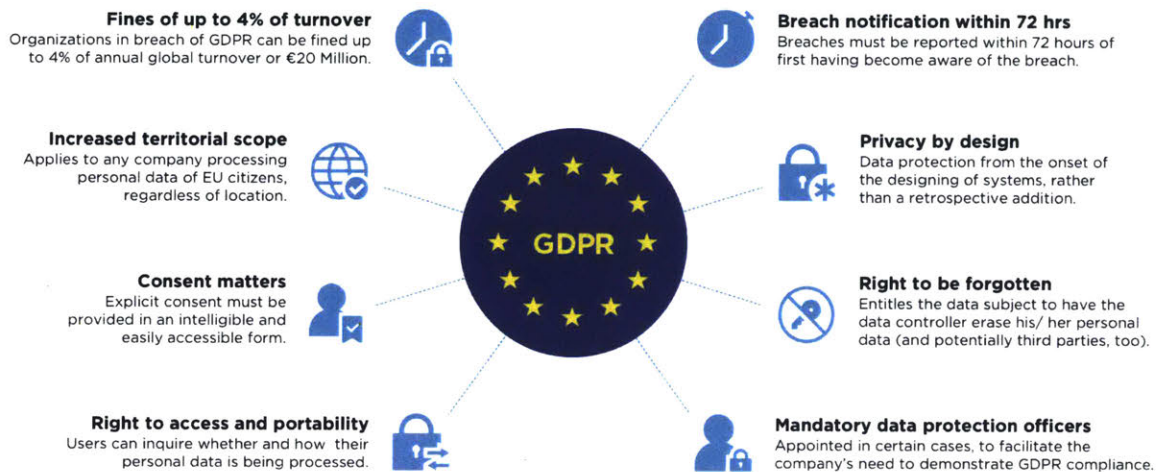 Fines of up to 4% of turnover
Organizations in breach of GDPR can be fined up
to 4% of annual global turnover or €20 Million.
Breach notification within 72 hrs
Breaches must be reported within 72 hours of
first having become aware of the breach.
Increased territorial scope
Applies to any company processing
personal data of EU citizens,
regardless of location.
Privacy by design
Data protection from the onset of
the designing of systems, rather
than a retrospective addition.
GDPR
Consent matters
Explicit consent must be
provided in an intelligible and
easily accessible form.
Right to be forgotten
Entitles the data subject to have the
data controller erase his/ her personal
data (and potentially third parties, too).
Right to access and portability
Users can inquire whether and how their
personal data is being processed.
Mandatory data protection officers
Appointed in certain cases, to facilitate the
company's need to demonstrate GDPR compliance.